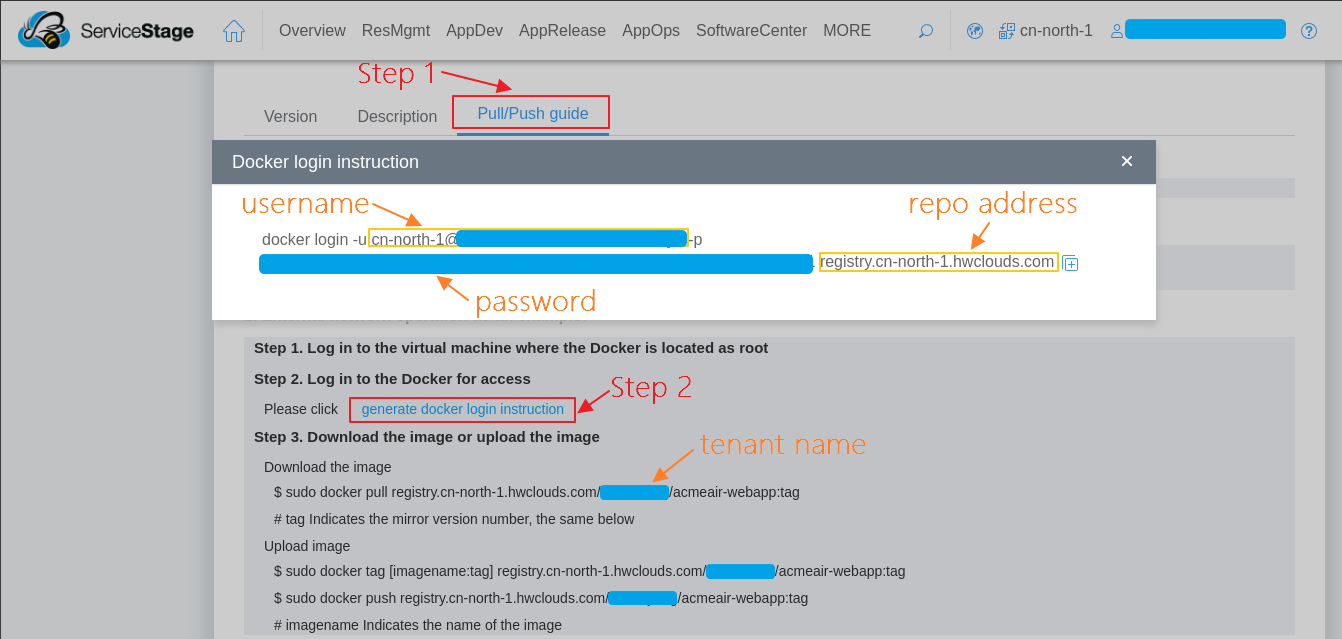 ServiceStage Overview ResMgmt AppDev AppRelease AppOps SoftwareCenter MORE cn-north-1
Step 1
Version Description Pull/Push guide
Docker login instruction
username
repo address
docker login -u cn-north-1@ -p
registry.cn-north-1.hwclouds.com
password
Step 1. Log in to the virtual machine where the Docker is located as root
Step 2. Log in to the Docker for access
Step 2
Please click generate docker login instruction
Step 3. Download the image or upload the image
tenant name
Download the image
$ sudo docker pull registry.cn-north-1.hwclouds.com/ /acmeair-webapp:tag
# tag Indicates the mirror version number, the same below
Upload image
$ sudo docker tag [imagename:tag] registry.cn-north-1.hwclouds.com/ /acmeair-webapp:tag
$ sudo docker push registry.cn-north-1.hwclouds.com/ /acmeair-webapp:tag
# imagename Indicates the name of the image